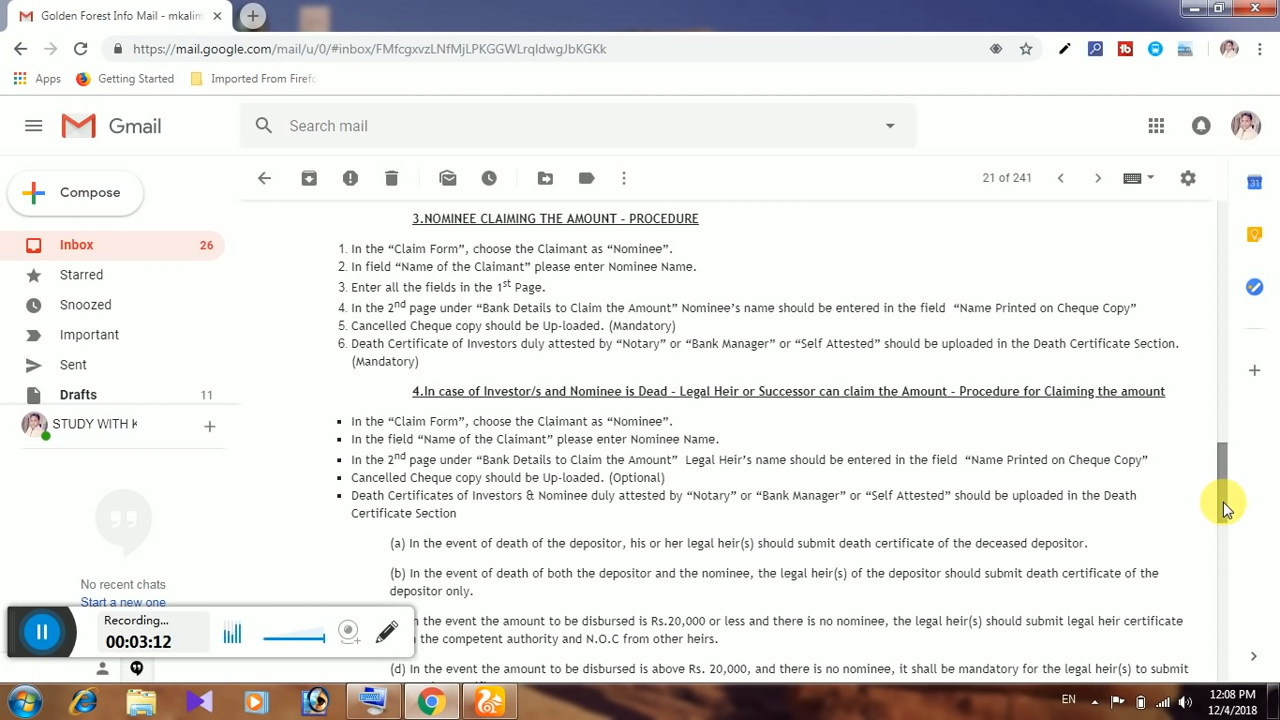 Golden Forest Info Mail - mkalim
https://mail.google.com/mail/u/0/#inbox/FMfcgxvzLNfMjLPKGGWLrqldwgJbKGKk
Apps Getting Started Imported From Firef
Gmail
Search mail
Compose
21 of 241
Inbox 26
Starred
Snoozed
Important
Sent
Drafts 11
STUDY WITH K
No recent chats
Start a new one
3.NOMINEE CLAIMING THE AMOUNT - PROCEDURE
1. In the “Claim Form”, choose the Claimant as “Nominee”.
2. In field “Name of the Claimant” please enter Nominee Name.
3. Enter all the fields in the 1st Page.
4. In the 2nd page under “Bank Details to Claim the Amount” Nominee’s name should be entered in the field “Name Printed on Cheque Copy”
5. Cancelled Cheque copy should be Up-loaded. (Mandatory)
6. Death Certificate of Investors duly attested by “Notary” or “Bank Manager” or “Self Attested” should be uploaded in the Death Certificate Section.
(Mandatory)
4.In case of Investor/s and Nominee is Dead - Legal Heir or Successor can claim the Amount - Procedure for Claiming the amount
▪ In the “Claim Form”, choose the Claimant as “Nominee”.
▪ In the field “Name of the Claimant” please enter Nominee Name.
▪ In the 2nd page under “Bank Details to Claim the Amount” Legal Heir’s name should be entered in the field “Name Printed on Cheque Copy”
▪ Cancelled Cheque copy should be Up-loaded. (Optional)
▪ Death Certificates of Investors & Nominee duly attested by “Notary” or “Bank Manager” or “Self Attested” should be uploaded in the Death
Certificate Section
(a) In the event of death of the depositor, his or her legal heir(s) should submit death certificate of the deceased depositor.
(b) In the event of death of both the depositor and the nominee, the legal heir(s) of the depositor should submit death certificate of the
depositor only.
the event the amount to be disbursed is Rs.20,000 or less and there is no nominee, the legal heir(s) should submit legal heir certificate
the competent authority and N.O.C from other heirs.
(d) In the event the amount to be disbursed is above Rs. 20,000, and there is no nominee, it shall be mandatory for the legal heir(s) to submit
Recording...
00:03:12
EN
12:08 PM
12/4/2018